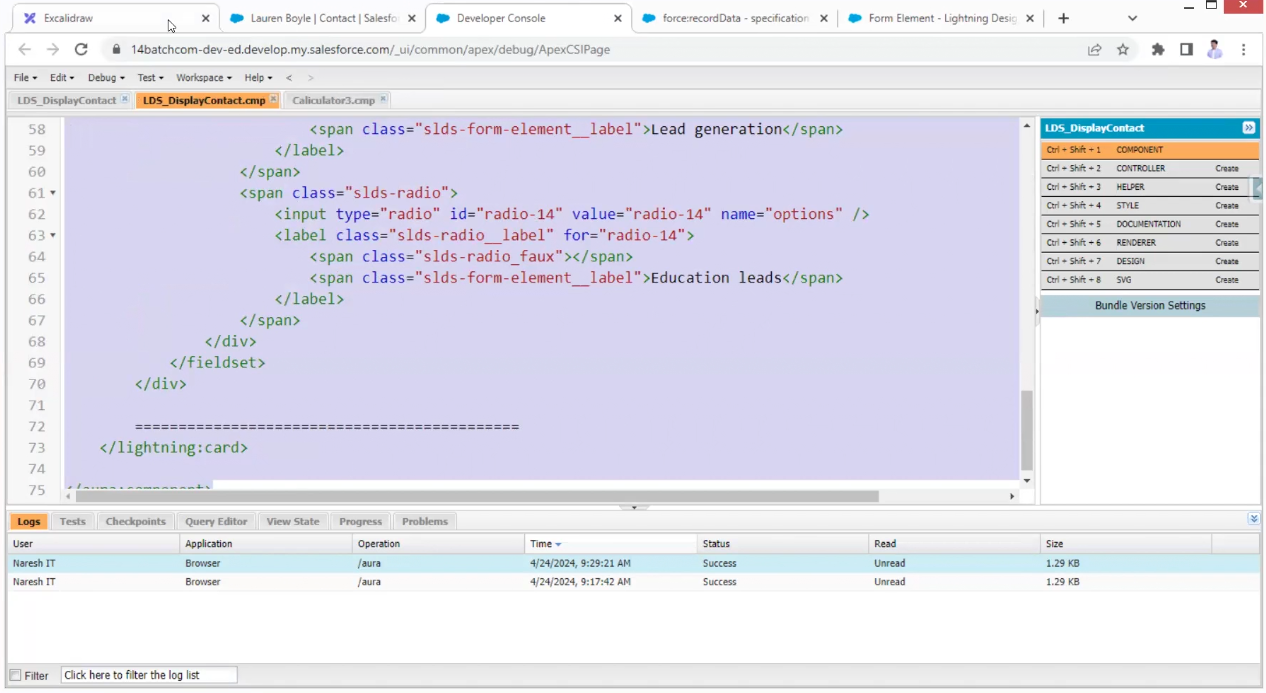 Excalidraw × Lauren Boyle | Contact | Salesfo × Developer Console × force:recordData - specification × Form Element - Lightning Desig ×
14batchcom-dev-ed.develop.my.salesforce.com/_ui/common/apex/debug/ApexCSIPage
File Edit Debug Test Workspace Help < >
LDS_DisplayContact LDS_DisplayContact.cmp Caliculator3.cmp
58 <span class="slds-form-element__label">Lead generation</span>
59 </label>
60 </span>
61 <span class="slds-radio">
62 <input type="radio" id="radio-14" value="radio-14" name="options" />
63 <label class="slds-radio__label" for="radio-14">
64 <span class="slds-radio_faux"></span>
65 <span class="slds-form-element__label">Education leads</span>
66 </label>
67 </span>
68 </div>
69 </fieldset>
70 </div>
71
72 ============================================
73 </lightning:card>
74
75 </aura:component>
LDS_DisplayContact
Ctrl + Shift + 1 COMPONENT
Ctrl + Shift + 2 CONTROLLER Create
Ctrl + Shift + 3 HELPER Create
Ctrl + Shift + 4 STYLE Create
Ctrl + Shift + 5 DOCUMENTATION Create
Ctrl + Shift + 6 RENDERER Create
Ctrl + Shift + 7 DESIGN Create
Ctrl + Shift + 8 SVG Create
Bundle Version Settings
Logs Tests Checkpoints Query Editor View State Progress Problems
User Application Operation Time Status Read Size
Naresh IT Browser /aura 4/24/2024, 9:29:21 AM Success Unread 1.29 KB
Naresh IT Browser /aura 4/24/2024, 9:17:42 AM Success Unread 1.29 KB
Filter Click here to filter the log list